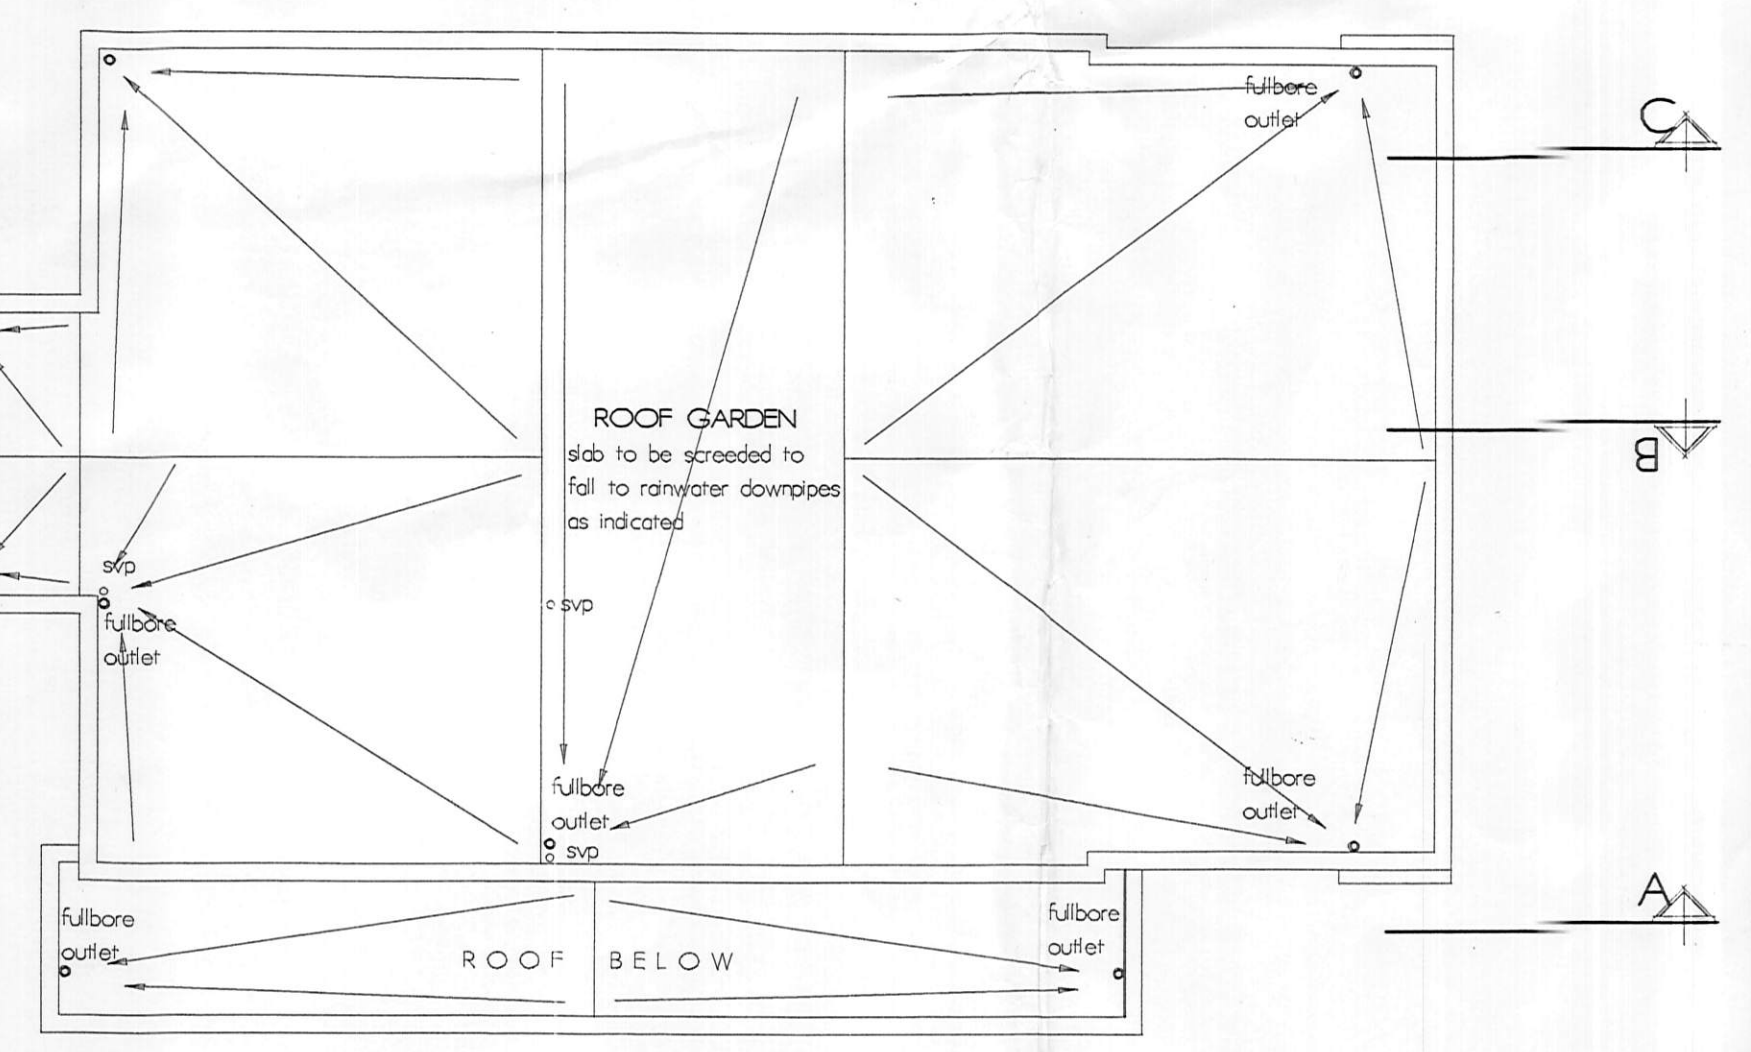 fullbore
outlet
C
ROOF GARDEN
slab to be screeded to
fall to rainwater downpipes
as indicated
B
svp
fullbore
outlet
svp
fullbore
outlet
svp
fullbore
outlet
fullbore
outlet
ROOF BELOW
fullbore
outlet
A